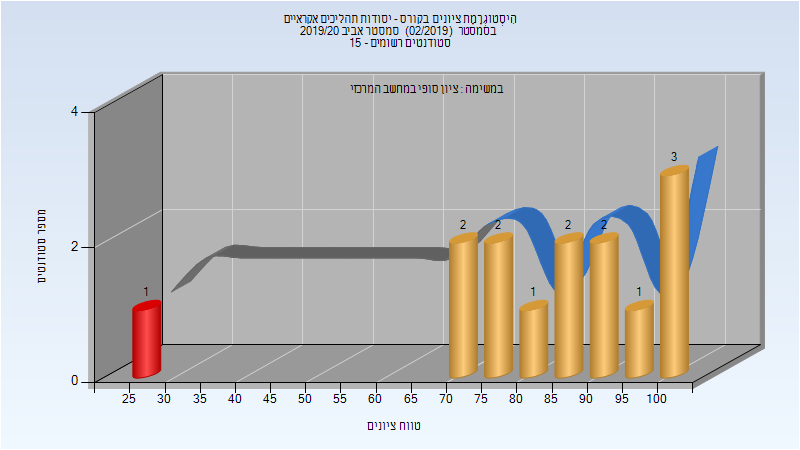 הִיסְטוֹגְרָמַת ציונים בקורס - יסודות תהליכים אקראיים
בסמסטר (02/2019) סמסטר אביב 2019/20
סטודנטים רשומים - 15
במשימה : ציון סופי במחשב המרכזי
4
2
0
מספר סטודנטים
1
2
2
1
2
2
1
3
25 30 35 40 45 50 55 60 65 70 75 80 85 90 95 100
טווח ציונים